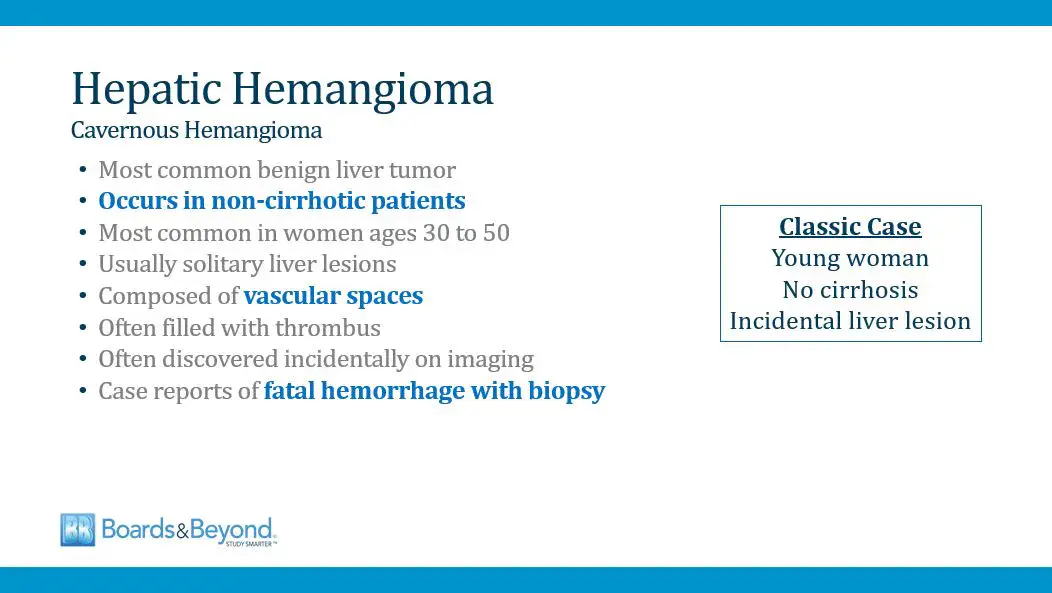 Hepatic Hemangioma
Cavernous Hemangioma
• Most common benign liver tumor
• Occurs in non-cirrhotic patients
• Most common in women ages 30 to 50
• Usually solitary liver lesions
• Composed of vascular spaces
• Often filled with thrombus
• Often discovered incidentally on imaging
• Case reports of fatal hemorrhage with biopsy
Classic Case
Young woman
No cirrhosis
Incidental liver lesion
BB Boards&Beyond.
STUDY SMARTER™